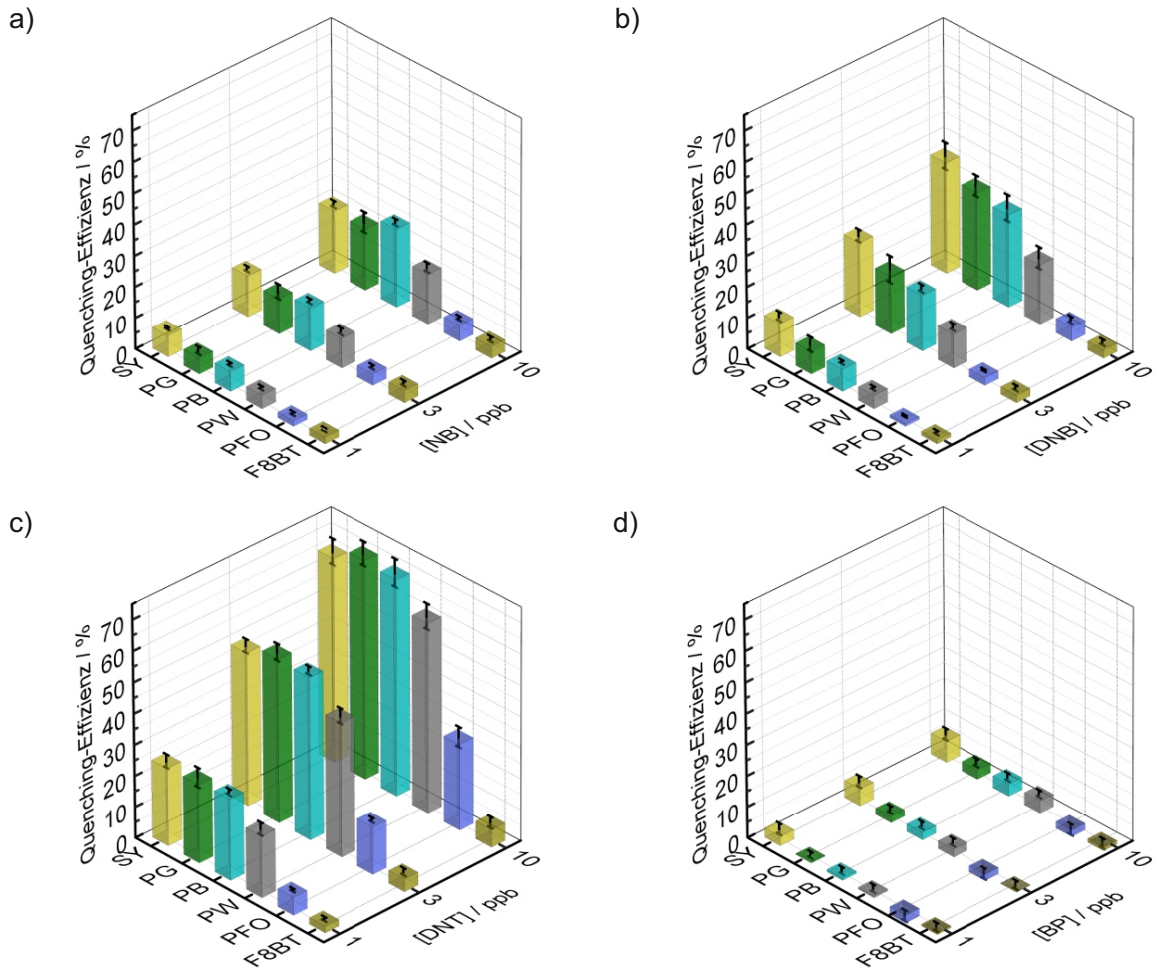 a)
Quenching-Effizienz / %
0
10
20
30
40
50
60
70
SY
PG
PB
PW
PFO
F8BT
1
3
10
[NB] / ppb
b)
Quenching-Effizienz / %
0
10
20
30
40
50
60
70
SY
PG
PB
PW
PFO
F8BT
1
3
10
[DNB] / ppb
c)
Quenching-Effizienz / %
0
10
20
30
40
50
60
70
SY
PG
PB
PW
PFO
F8BT
1
3
10
[DNT] / ppb
d)
Quenching-Effizienz / %
0
10
20
30
40
50
60
70
SY
PG
PB
PW
PFO
F8BT
1
3
10
[BP] / ppb